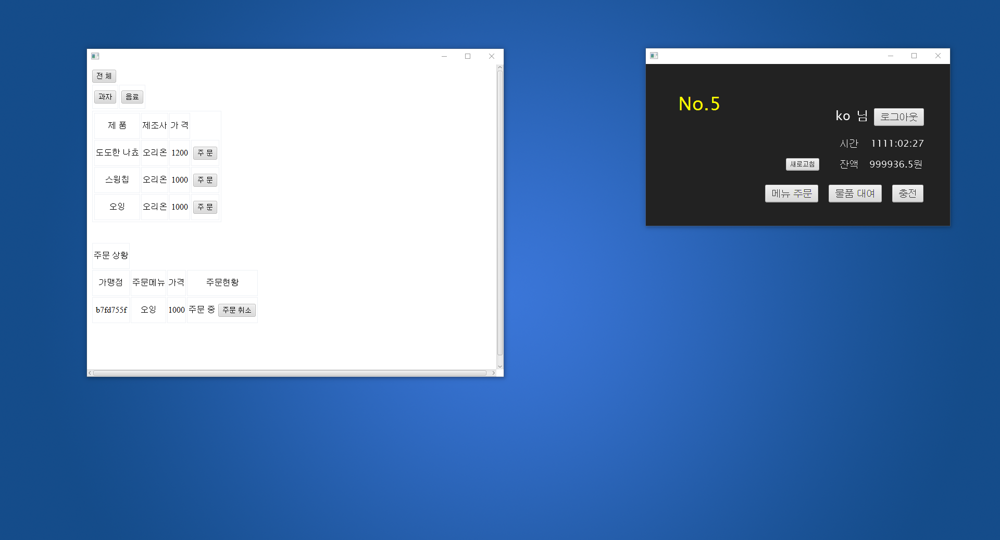 전 체
과자 음료
제 품 제조사 가 격
도도한 나쵸 오리온 1200 주 문
스윙칩 오리온 1000 주 문
오잉 오리온 1000 주 문
주문 상황
가맹점 주문메뉴 가격 주문현황
b7fd755f 오잉 1000 주문 중 주문 취소
No.5
ko 님 로그아웃
시간 1111:02:27
새로고침 잔액 999936.5원
메뉴 주문 물품 대여 충전